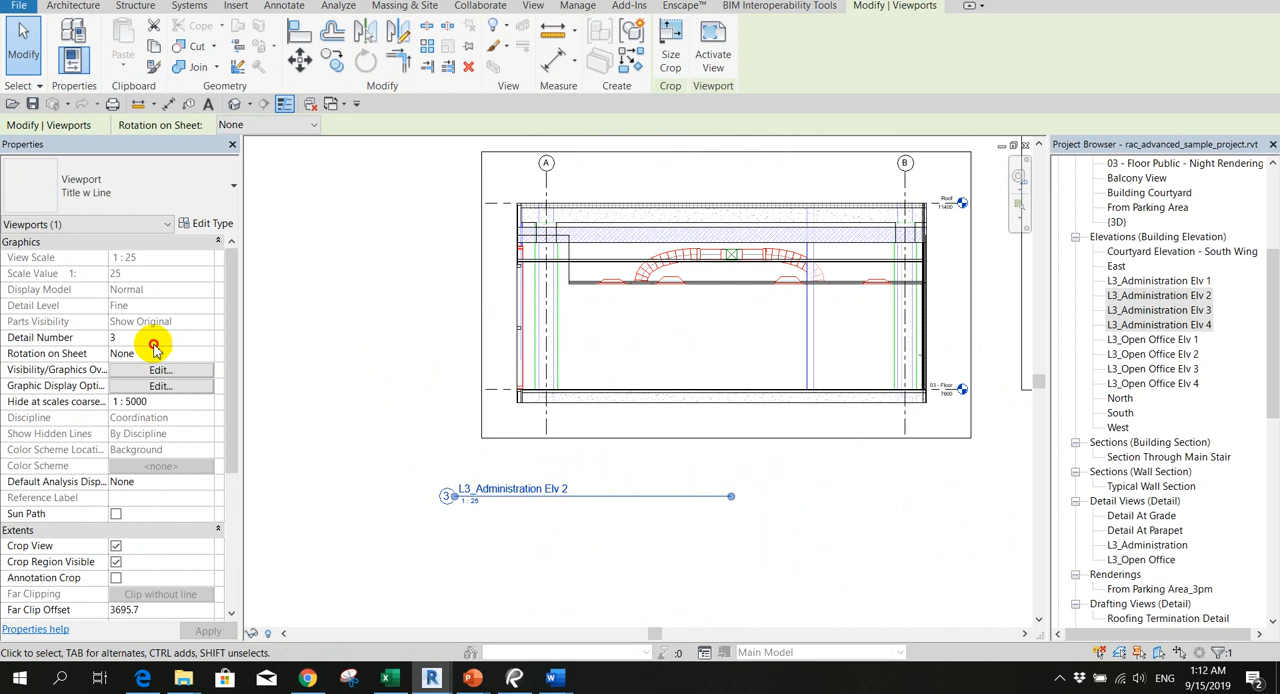 File Architecture Structure Systems Insert Annotate Analyze Massing & Site Collaborate View Manage Add-Ins Enscape™ BIM Interoperability Tools Modify | Viewports
Modify
Paste
Cope
Cut
Join
Size Crop
Activate View
Select Properties Clipboard Geometry Modify View Measure Create Crop Viewport
Modify | Viewports Rotation on Sheet: None
Properties
Viewport
Title w Line
Viewports (1) Edit Type
Graphics
View Scale 1 : 25
Scale Value 1: 25
Display Model Normal
Detail Level Fine
Parts Visibility Show Original
Detail Number 3
Rotation on Sheet None
Visibility/Graphics Ov... Edit...
Graphic Display Opti... Edit...
Hide at scales coarse... 1 : 5000
Discipline Coordination
Show Hidden Lines By Discipline
Color Scheme Locati... Background
Color Scheme <none>
Default Analysis Disp... None
Reference Label
Sun Path
Extents
Crop View
Crop Region Visible
Annotation Crop
Far Clipping Clip without line
Far Clip Offset 3695.7
Properties help Apply
A B
Roof
11400
03 - Floor
7600
3 L3_Administration Elv 2
1 : 25
Project Browser - rac_advanced_sample_project.rvt
03 - Floor Public - Night Rendering
Balcony View
Building Courtyard
From Parking Area
{3D}
Elevations (Building Elevation)
Courtyard Elevation - South Wing
East
L3_Administration Elv 1
L3_Administration Elv 2
L3_Administration Elv 3
L3_Administration Elv 4
L3_Open Office Elv 1
L3_Open Office Elv 2
L3_Open Office Elv 3
L3_Open Office Elv 4
North
South
West
Sections (Building Section)
Section Through Main Stair
Sections (Wall Section)
Typical Wall Section
Detail Views (Detail)
Detail At Grade
Detail At Parapet
L3_Administration
L3_Open Office
Renderings
From Parking Area_3pm
Drafting Views (Detail)
Roofing Termination Detail
Click to select, TAB for alternates, CTRL adds, SHIFT unselects. :0 Main Model :1
ENG 1:12 AM
9/15/2019
2